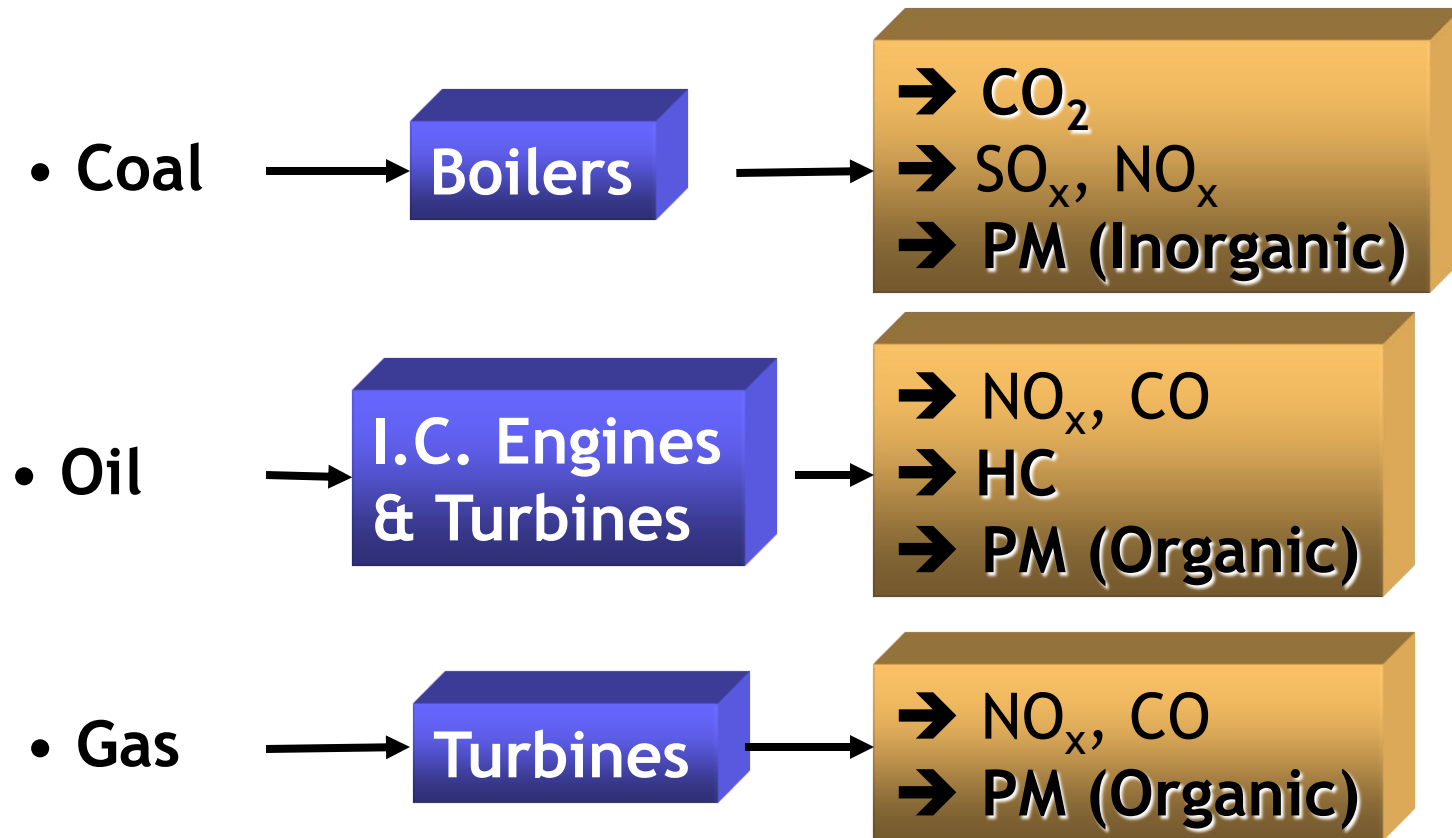 • Coal
Boilers
➔ CO₂
➔ SOₓ, NOₓ
➔ PM (Inorganic)
• Oil
I.C. Engines
& Turbines
➔ NOₓ, CO
➔ HC
➔ PM (Organic)
• Gas
Turbines
➔ NOₓ, CO
➔ PM (Organic)